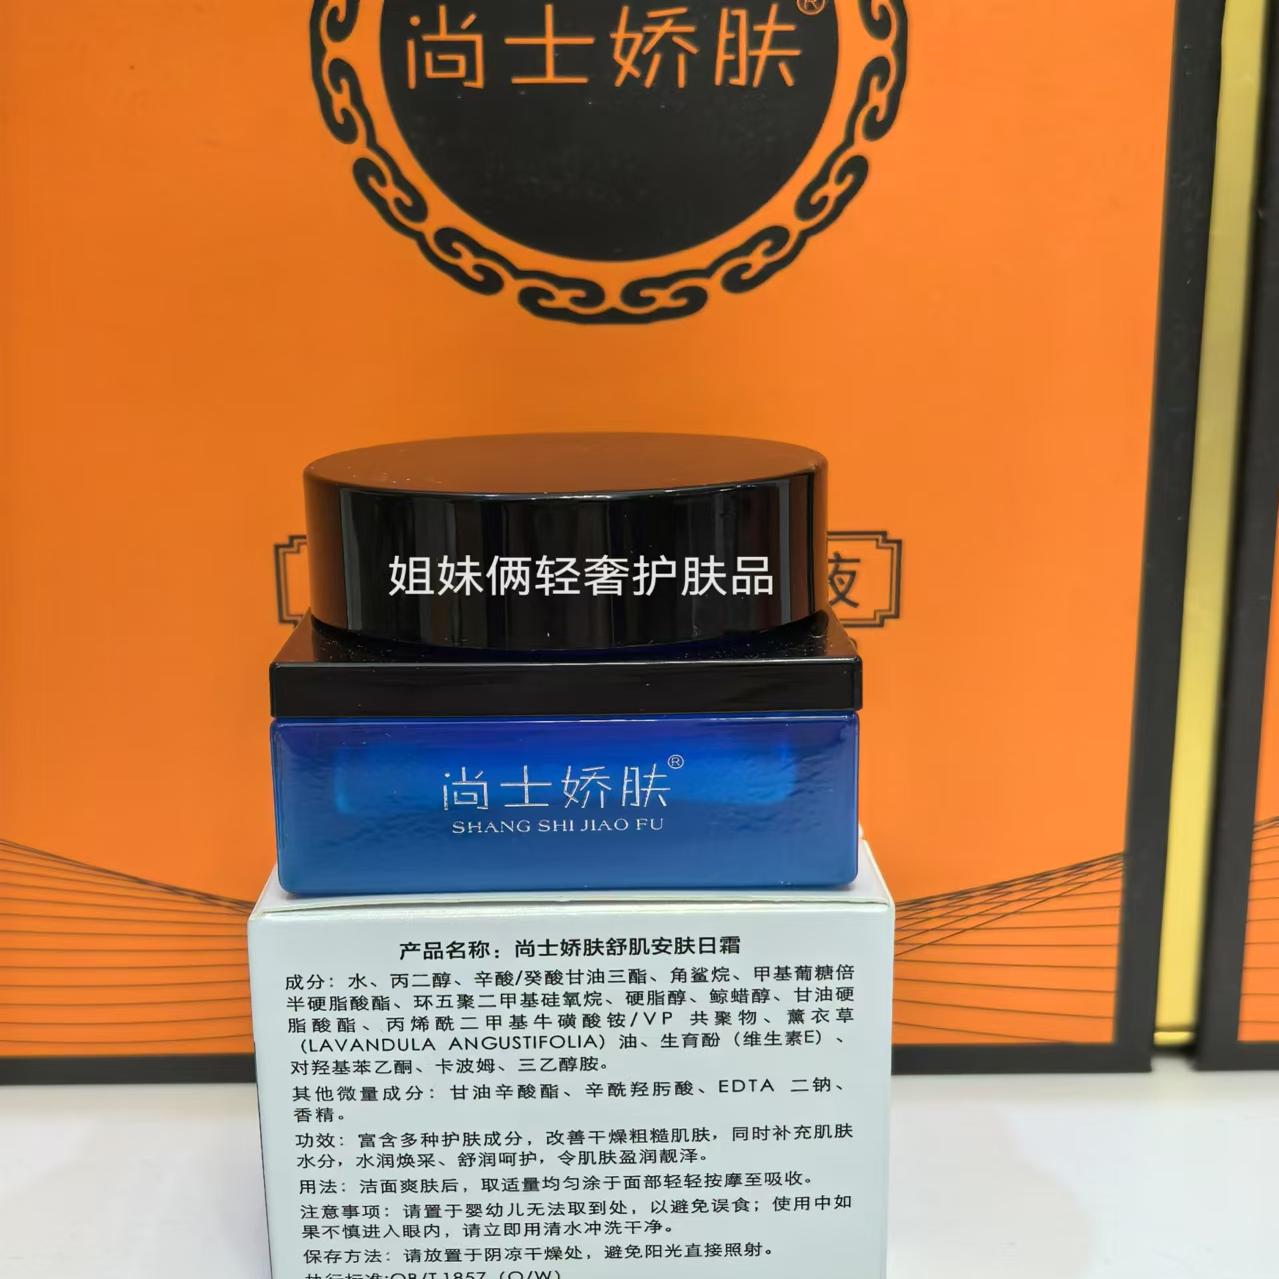 尚士娇肤®
姐妹俩轻奢护肤品
液
尚士娇肤®
SHANG SHI JIAO FU
产品名称：尚士娇肤舒肌安肤日霜
成分：水、丙二醇、辛酸/癸酸甘油三酯、角鲨烷、甲基葡糖倍
半硬脂酸酯、环五聚二甲基硅氧烷、硬脂醇、鲸蜡醇、甘油硬
脂酸酯、丙烯酰二甲基牛磺酸铵/VP 共聚物、薰衣草
（LAVANDULA ANGUSTIFOLIA）油、生育酚（维生素E）、
对羟基苯乙酮、卡波姆、三乙醇胺。
其他微量成分：甘油辛酸酯、辛酰羟肟酸、EDTA 二钠、
香精。
功效：富含多种护肤成分，改善干燥粗糙肌肤，同时补充肌肤
水分，水润焕采、舒润呵护，令肌肤盈润靓泽。
用法：洁面爽肤后，取适量均匀涂于面部轻轻按摩至吸收。
注意事项：请置于婴幼儿无法取到处，以避免误食；使用中如
果不慎进入眼内，请立即用清水冲洗干净。
保存方法：请放置于阴凉干燥处，避免阳光直接照射。
执行标准:QB/T 1857（O/W）